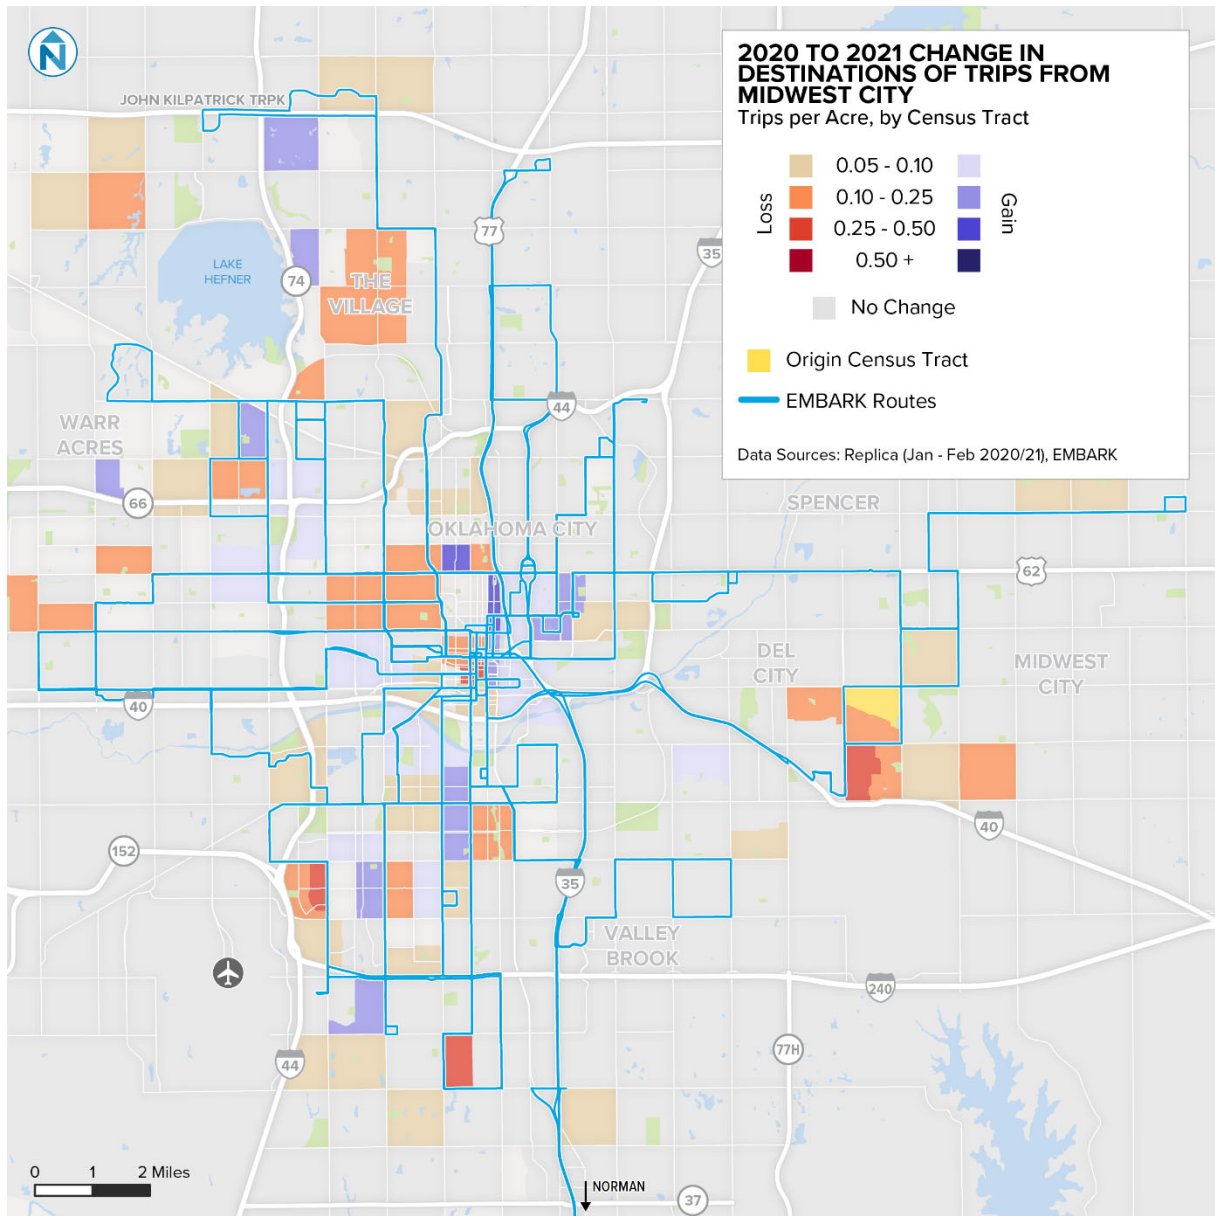 2020 TO 2021 CHANGE IN
DESTINATIONS OF TRIPS FROM
MIDWEST CITY
Trips per Acre, by Census Tract
Loss
0.05 - 0.10
0.10 - 0.25
0.25 - 0.50
0.50 +
Gain
No Change
Origin Census Tract
EMBARK Routes
Data Sources: Replica (Jan - Feb 2020/21), EMBARK
N
JOHN KILPATRICK TRPK
77
35
LAKE
HEFNER
74
THE
VILLAGE
44
WARR
ACRES
66
OKLAHOMA CITY
SPENCER
62
DEL
CITY
MIDWEST
CITY
40
40
152
35
VALLEY
BROOK
240
77H
44
0 1 2 Miles
NORMAN
37